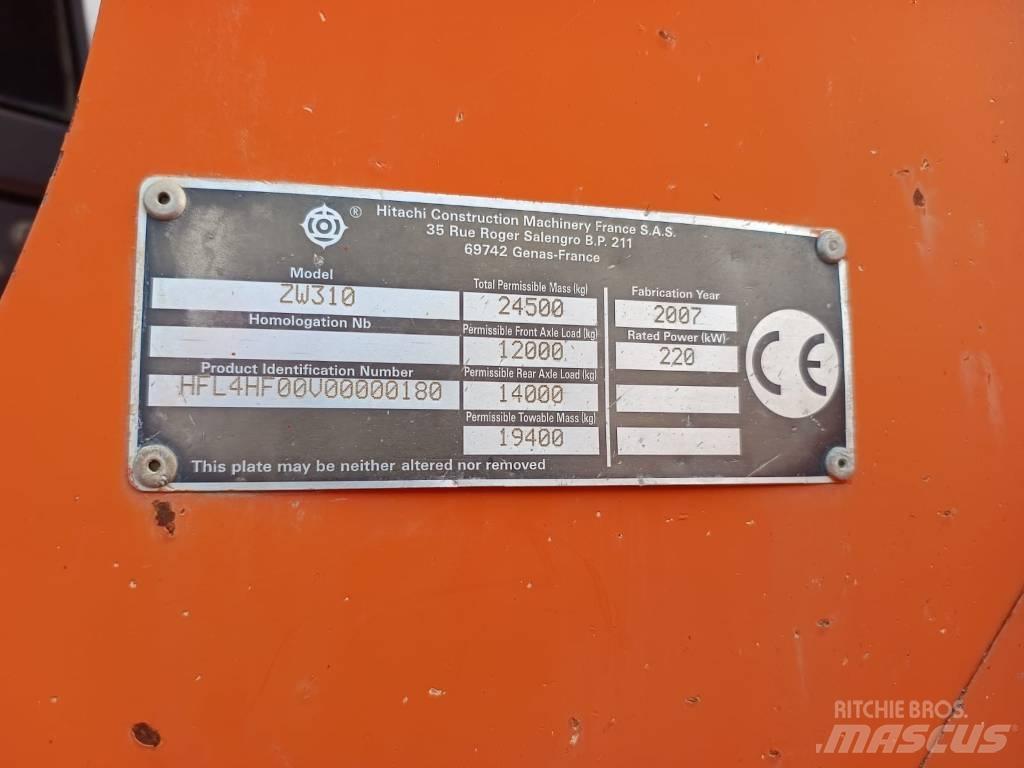 ® Hitachi Construction Machinery France S.A.S.
35 Rue Roger Salengro B.P. 211
69742 Genas-France
Model
ZW310
Homologation Nb
Product Identification Number
HFL4HF00V00000180
Total Permissible Mass (kg)
24500
Permissible Front Axle Load (kg)
12000
Permissible Rear Axle Load (kg)
14000
Permissible Towable Mass (kg)
19400
Fabrication Year
2007
Rated Power (kW)
220
CE
This plate may be neither altered nor removed
RITCHIE BROS.
MASCUS